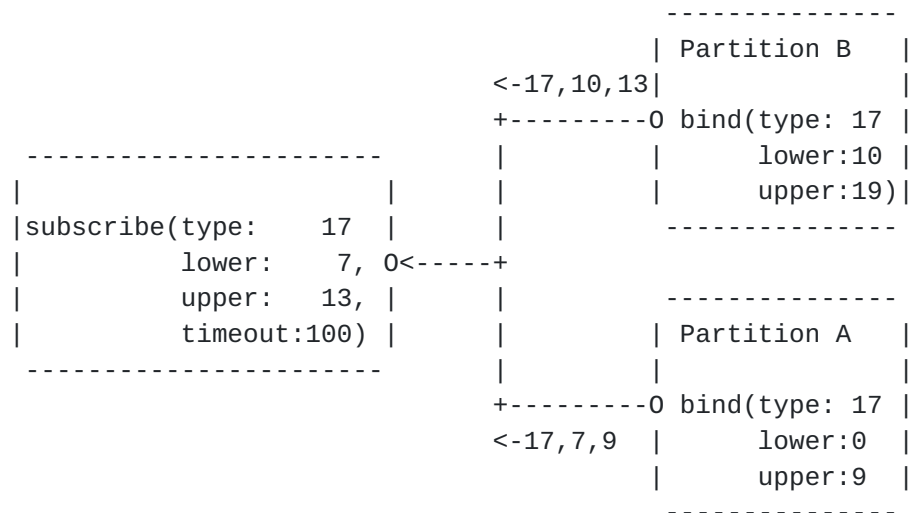 ---------------
                                          | Partition B   |
                                <-17,10,13|               |
                                +---------O bind(type: 17 |
  -----------------------       |         |      lower:10 |
 |                       |      |         |      upper:19)|
 |subscribe(type:    17  |      |          ---------------
 |          lower:    7, O<-----+
 |          upper:   13, |      |          ---------------
 |          timeout:100) |      |         | Partition A   |
  -----------------------       |         |               |
                                +---------O bind(type: 17 |
                                <-17,7,9  |      lower:0  |
                                          |      upper:9  |
                                           ---------------